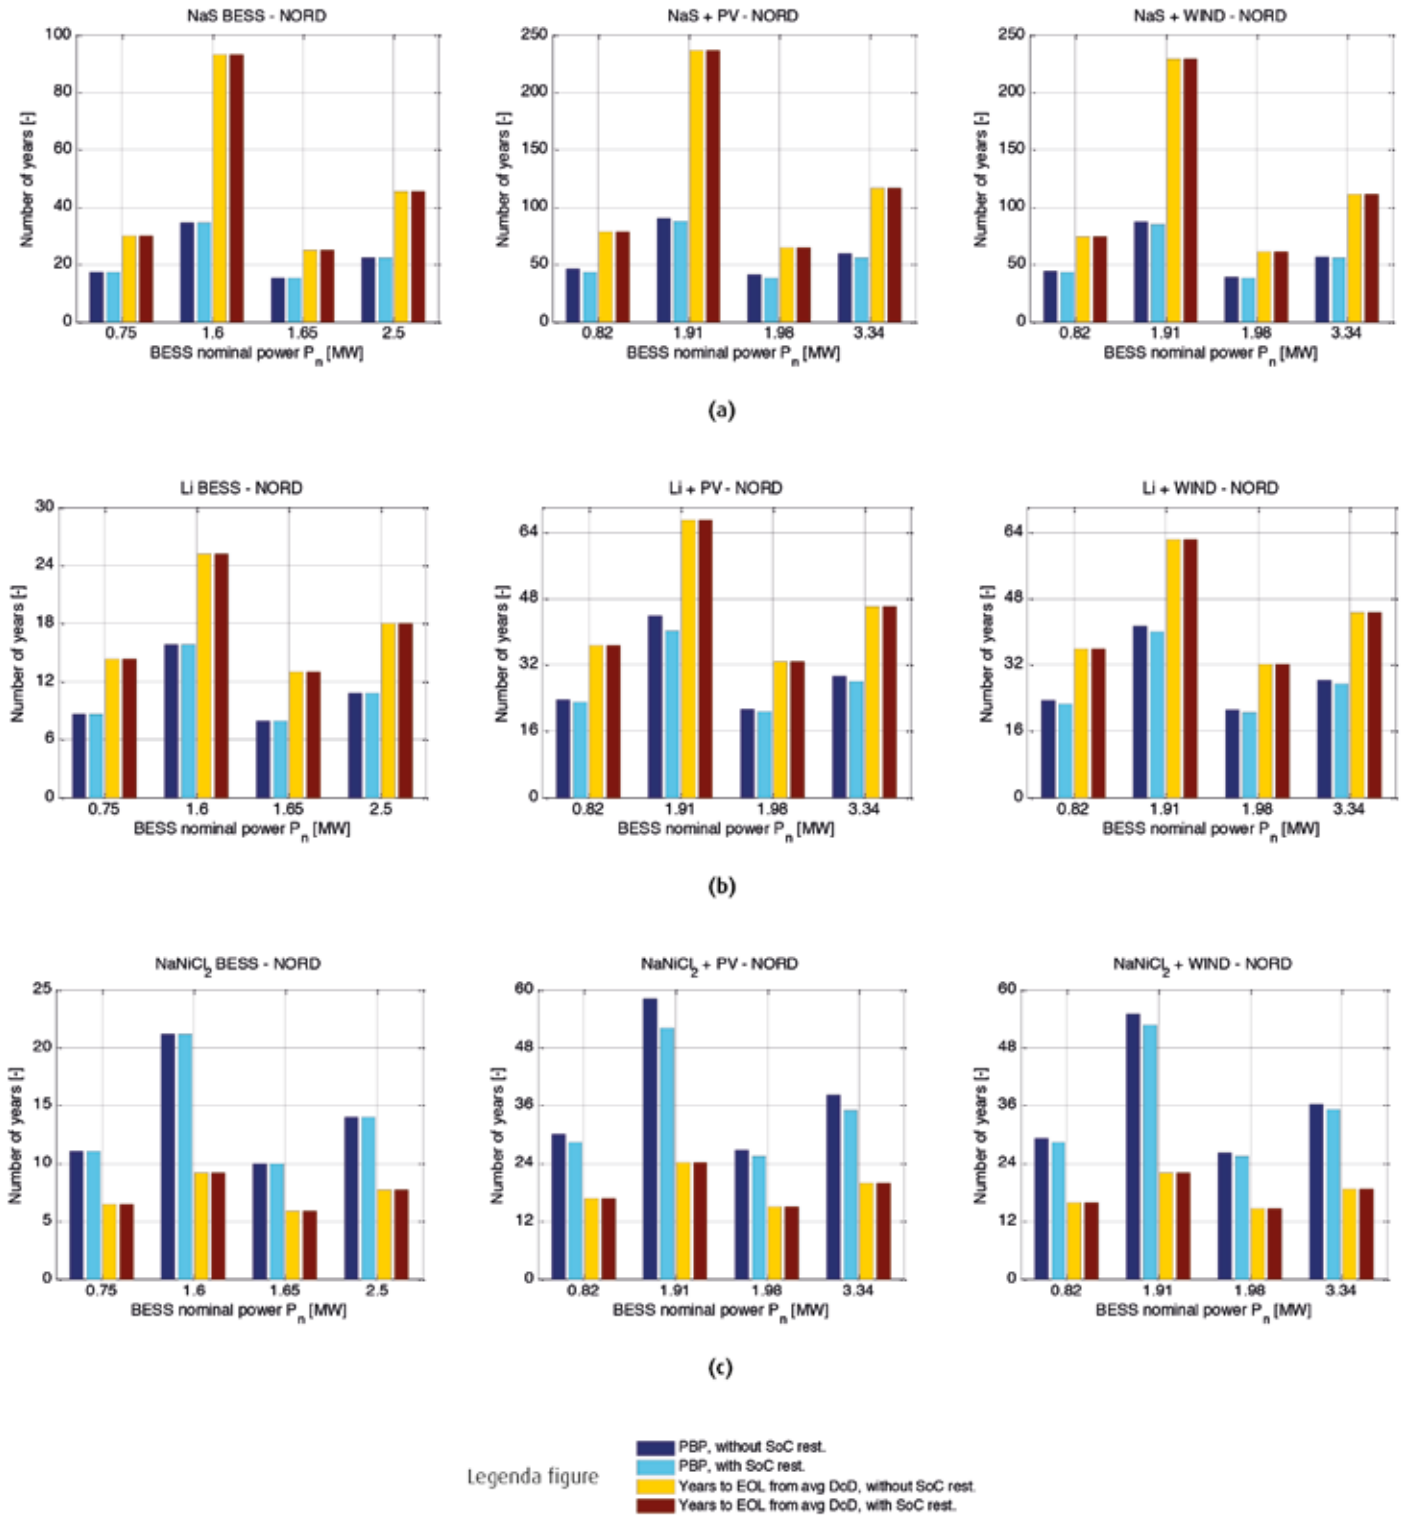 NaS BESS - NORD
Number of years [-]
100
80
60
40
20
0
0.75 1.6 1.65 2.5
BESS nominal power Pn [MW]
NaS + PV - NORD
Number of years [-]
250
200
150
100
50
0
0.82 1.91 1.98 3.34
BESS nominal power Pn [MW]
NaS + WIND - NORD
Number of years [-]
250
200
150
100
50
0
0.82 1.91 1.98 3.34
BESS nominal power Pn [MW]
(a)
Li BESS - NORD
Number of years [-]
30
24
18
12
6
0
0.75 1.6 1.65 2.5
BESS nominal power Pn [MW]
Li + PV - NORD
Number of years [-]
64
48
32
16
0
0.82 1.91 1.98 3.34
BESS nominal power Pn [MW]
Li + WIND - NORD
Number of years [-]
64
48
32
16
0
0.82 1.91 1.98 3.34
BESS nominal power Pn [MW]
(b)
NaNiCl2 BESS - NORD
Number of years [-]
25
20
15
10
5
0
0.75 1.6 1.65 2.5
BESS nominal power Pn [MW]
NaNiCl2 + PV - NORD
Number of years [-]
60
48
36
24
12
0
0.82 1.91 1.98 3.34
BESS nominal power Pn [MW]
NaNiCl2 + WIND - NORD
Number of years [-]
60
48
36
24
12
0
0.82 1.91 1.98 3.34
BESS nominal power Pn [MW]
(c)
Legenda figure
PBP, without SoC rest.
PBP, with SoC rest.
Years to EOL from avg DoD, without SoC rest.
Years to EOL from avg DoD, with SoC rest.